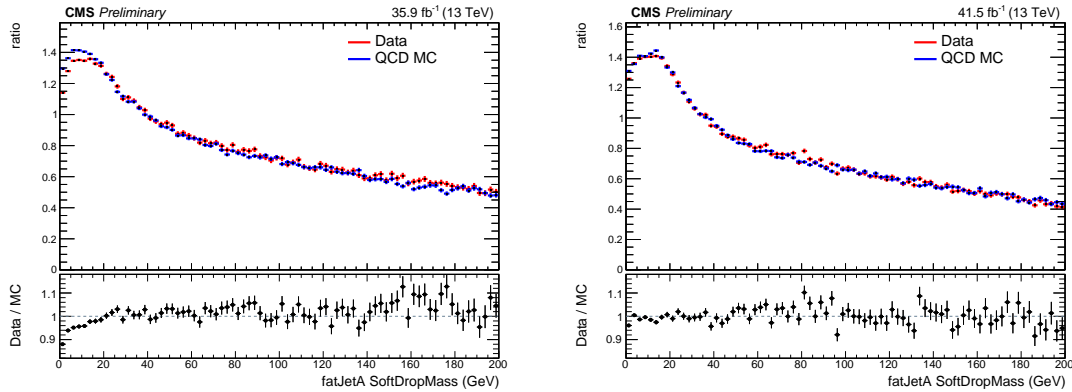 CMS Preliminary 35.9 fb⁻¹ (13 TeV)
ratio
Data
QCD MC
1.4
1.2
1
0.8
0.6
0.4
0.2
0
Data / MC
1.1
1
0.9
0 20 40 60 80 100 120 140 160 180 200
fatJetA SoftDropMass (GeV)
CMS Preliminary 41.5 fb⁻¹ (13 TeV)
ratio
Data
QCD MC
1.6
1.4
1.2
1
0.8
0.6
0.4
0.2
0
Data / MC
1.1
1
0.9
0 20 40 60 80 100 120 140 160 180 200
fatJetA SoftDropMass (GeV)